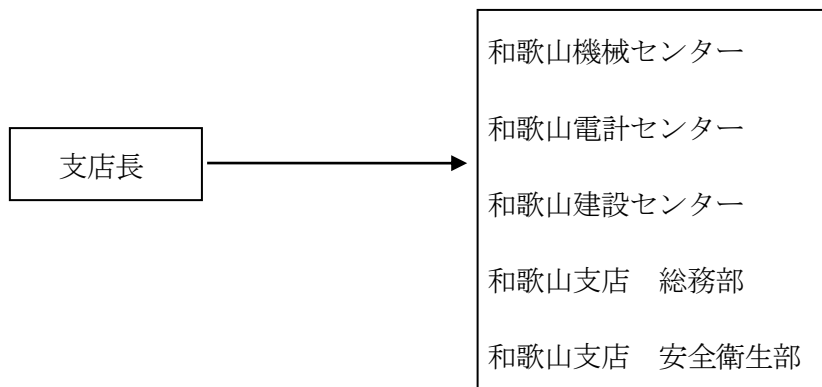 支店長
和歌山機械センター
和歌山電計センター
和歌山建設センター
和歌山支店　総務部
和歌山支店　安全衛生部